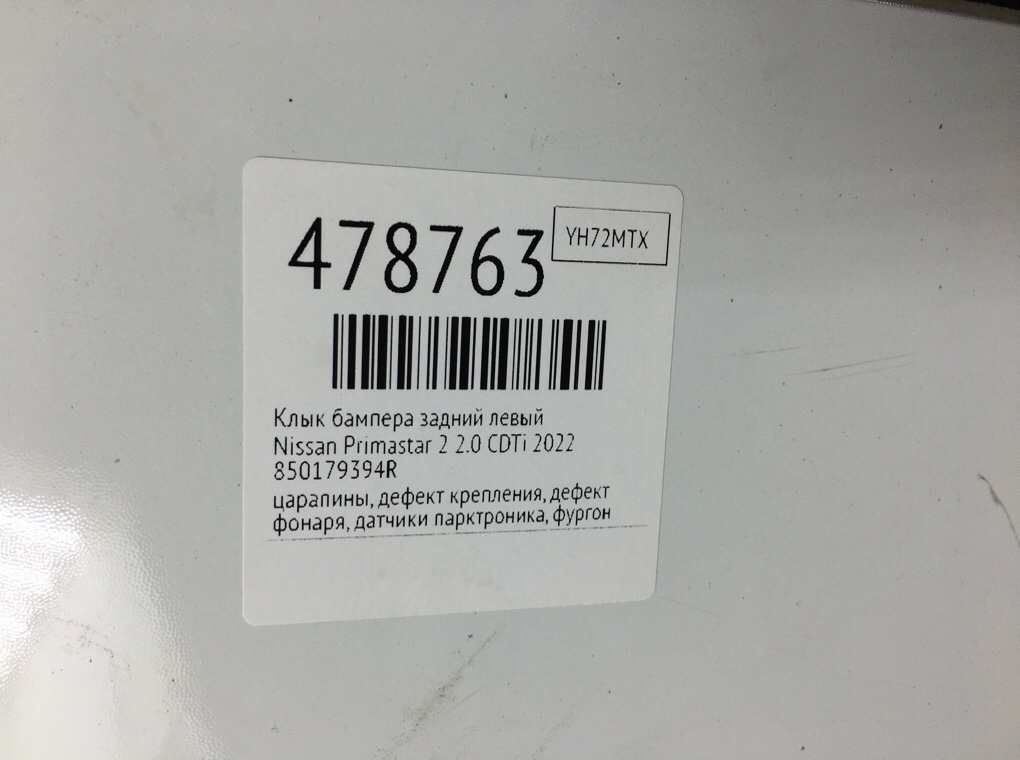 478763
YH72MTX
Клык бампера задний левый
Nissan Primastar 2 2.0 CDTi 2022
850179394R
царапины, дефект крепления, дефект
фонаря, датчики парктроника, фургон